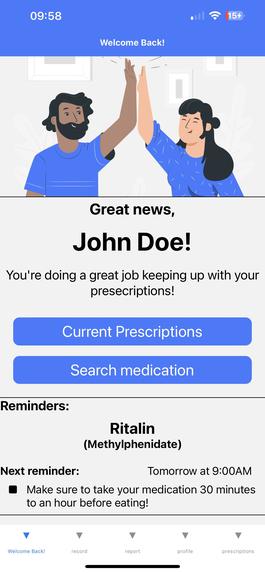 09:58
15+
Welcome Back!
Great news,
John Doe!
You're doing a great job keeping up with your
presecriptions!
Current Prescriptions
Search medication
Reminders:
Ritalin
(Methylphenidate)
Next reminder: Tomorrow at 9:00AM
Make sure to take your medication 30 minutes
to an hour before eating!
Welcome Back! record report profile prescriptions